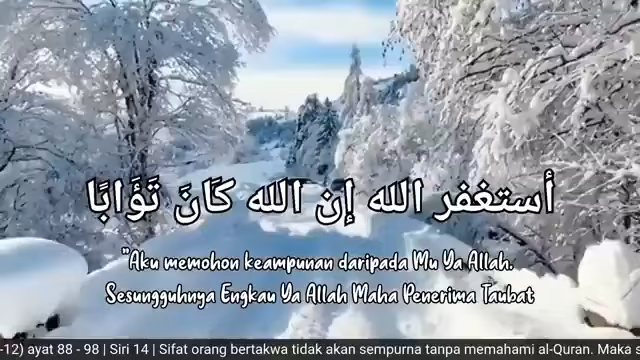 أستغفر الله إن الله كَانَ تَوَّابًا
"Aku memohon keampunan daripada Mu Ya Allah.
Sesungguhnya Engkau Ya Allah Maha Penerima Taubat
-12) ayat 88 - 98 | Siri 14 | Sifat orang bertakwa tidak akan sempurna tanpa memahami al-Quran. Maka s